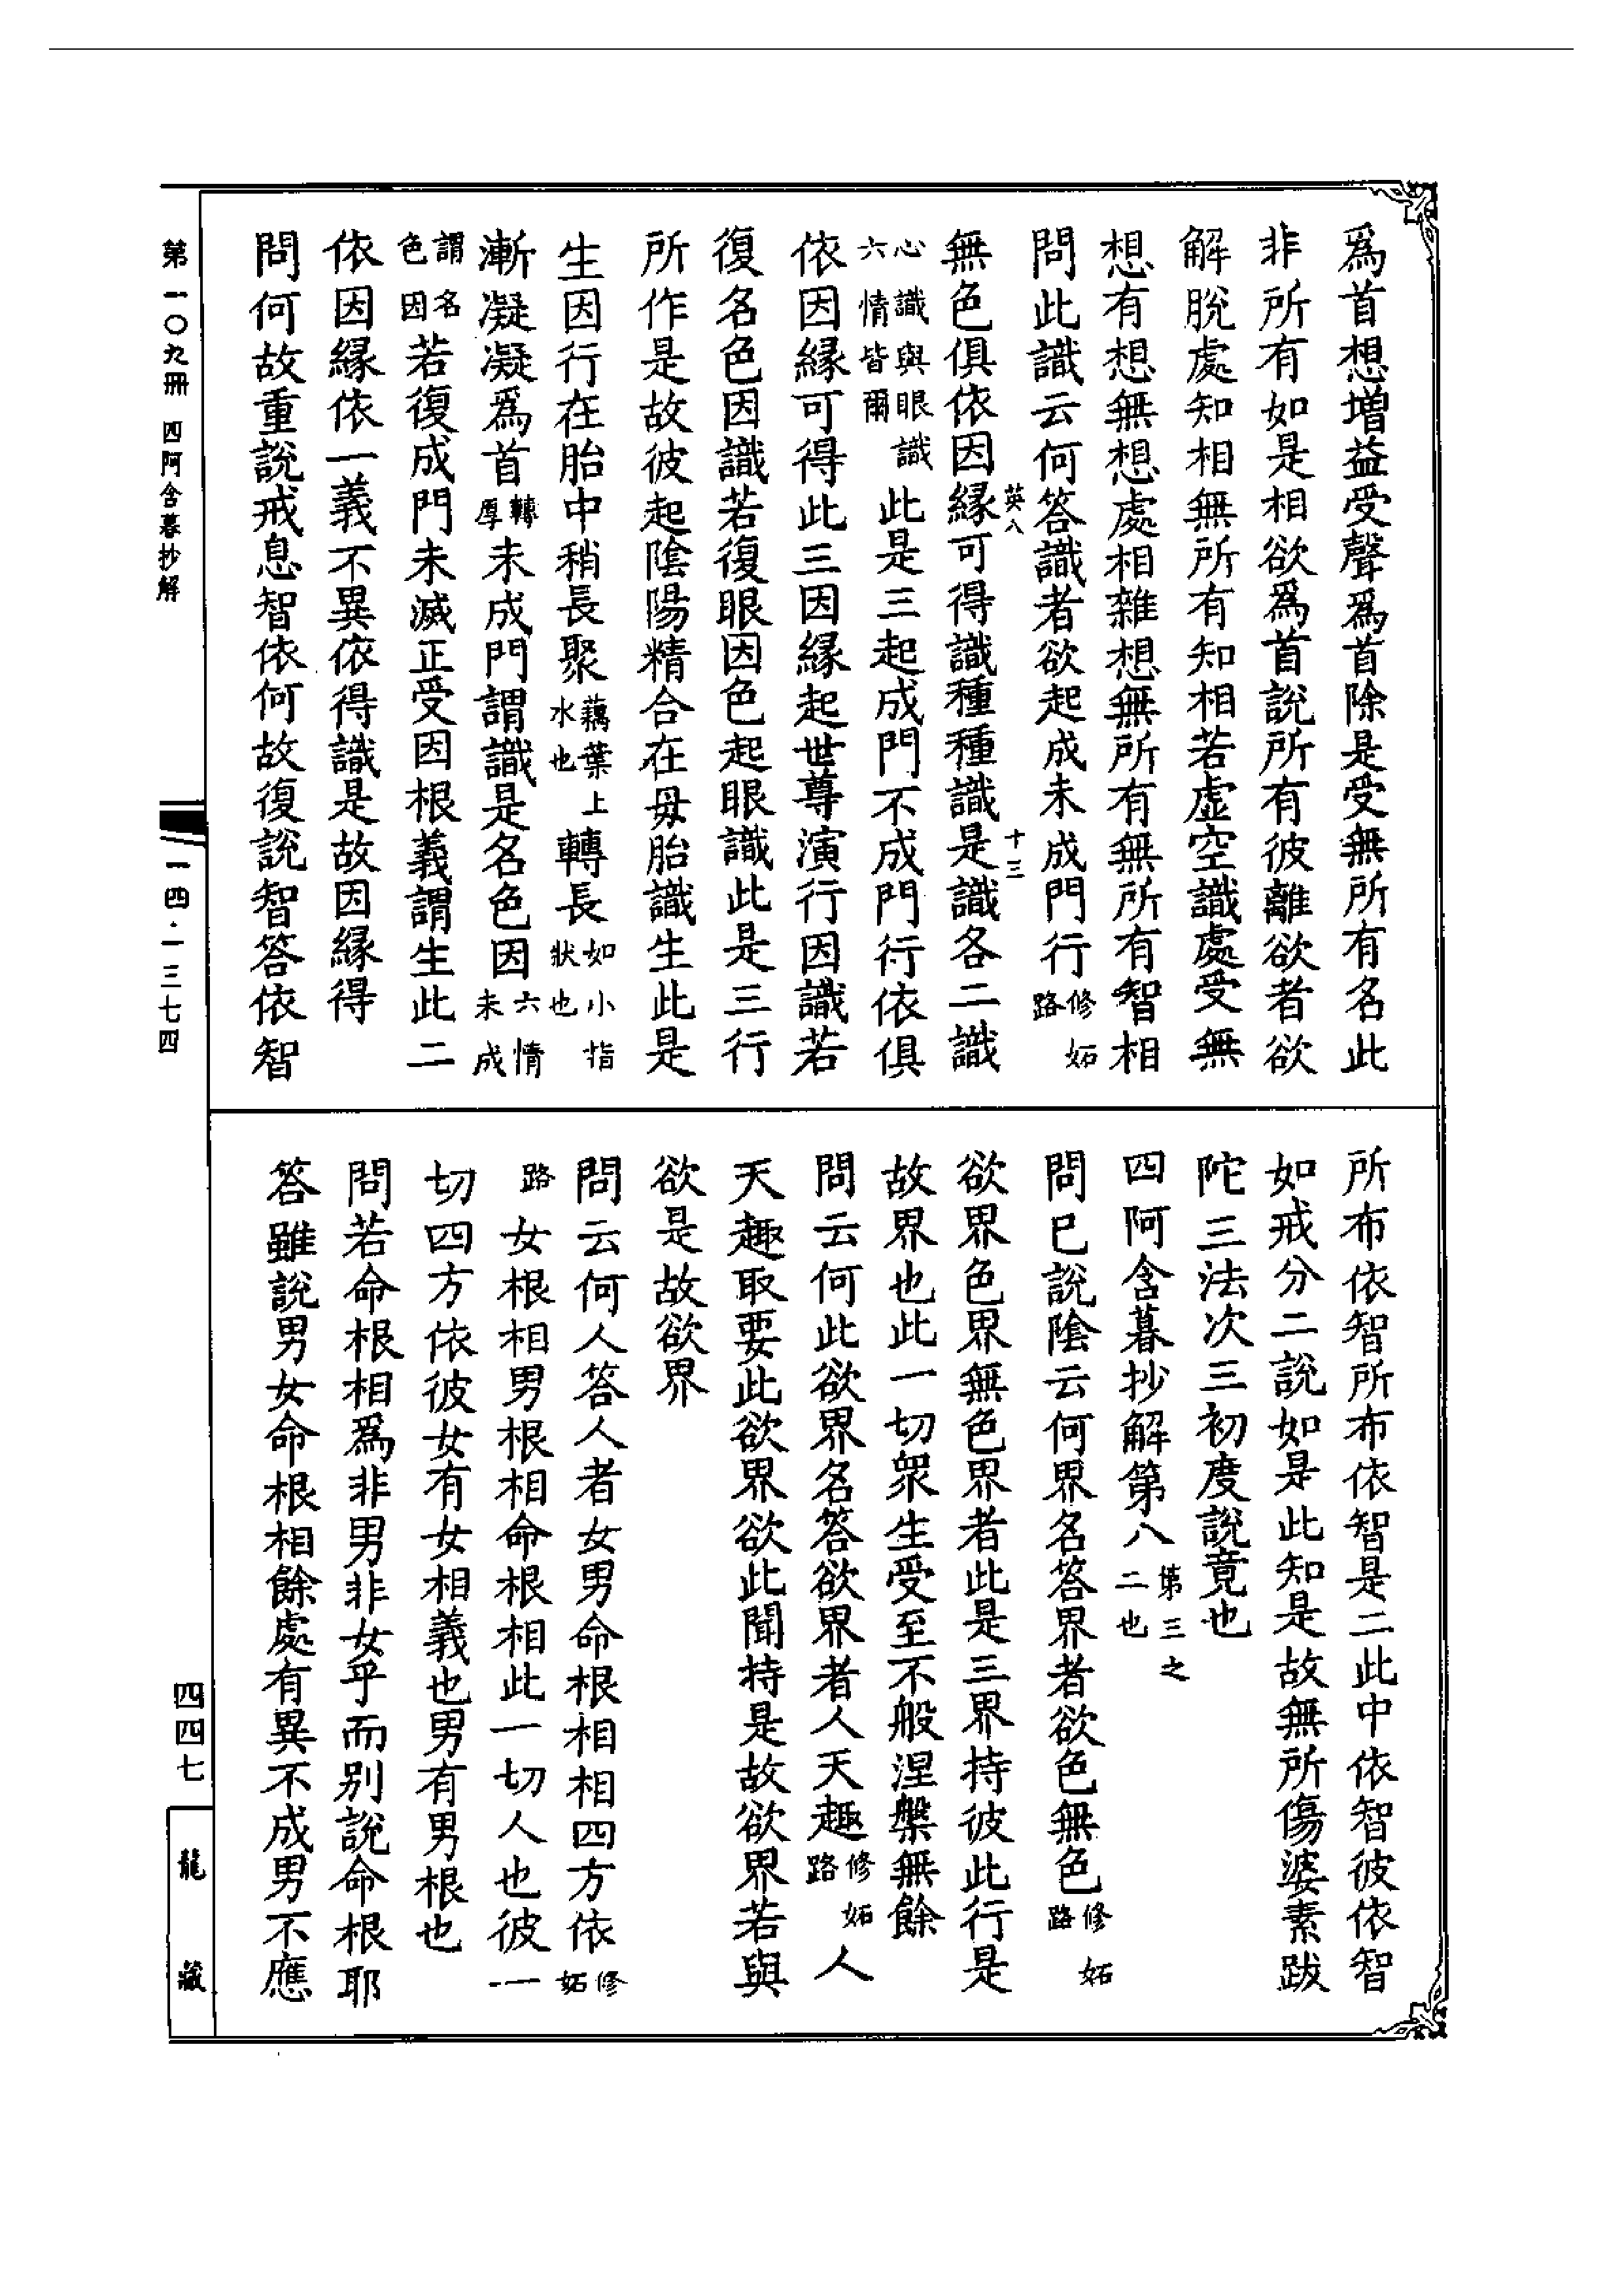 爲首想增益受聲爲首除是受無所有名此
非所有如是相欲爲首說所有彼離欲者欲
解脫處知相無所有知相若虛空識處受無
想有想無想處相雜想無所有無所有智相
問此識云何答識者欲起成未成門行修妬路
無色俱依因緣可得識種種識是識各二識
英八
十三
心識與眼識六情皆爾此是三起成門不成門行依俱
依因緣可得此三因緣起世尊演行因識若
復名色因識若復眼因色起眼識此是三行
所作是故彼起陰陽精合在母胎識生此是
生因行在胎中稍長聚藕葉上水也轉長如小指狀也
漸凝凝爲首轉厚未成門謂識是名色因六情未成
謂名色因若復成門未滅正受因根義謂生此二
依因緣依一義不異依得識是故因緣得
問何故重說戒息智依何故復說智答依智
所布依智所布依智是二此中依智彼依智
如戒分二說如是此知是故無所傷婆素跋
陀三法次三初度說竟也
四阿含暮抄解第八第三之二也
問已說陰云何界名答界者欲色無色修妬路
欲界色界無色界者此是三界持彼此行是
故界也此一切衆生受至不般涅槃無餘
問云何此欲界名答欲界者人天趣修妬路人
天趣取要此欲界欲此聞持是故欲界若與
欲是故欲界
問云何人答人者女男命根相相四方依修妬
路女根相男根相命根相此一切人也彼一
切四方依彼女有女相義也男有男根也
問若命根相爲非男非女乎而别說命根耶
答雖說男女命根相餘處有異不成男不應
第一〇九冊 四阿含暮抄解
一四·一三七四
四四七
龍藏